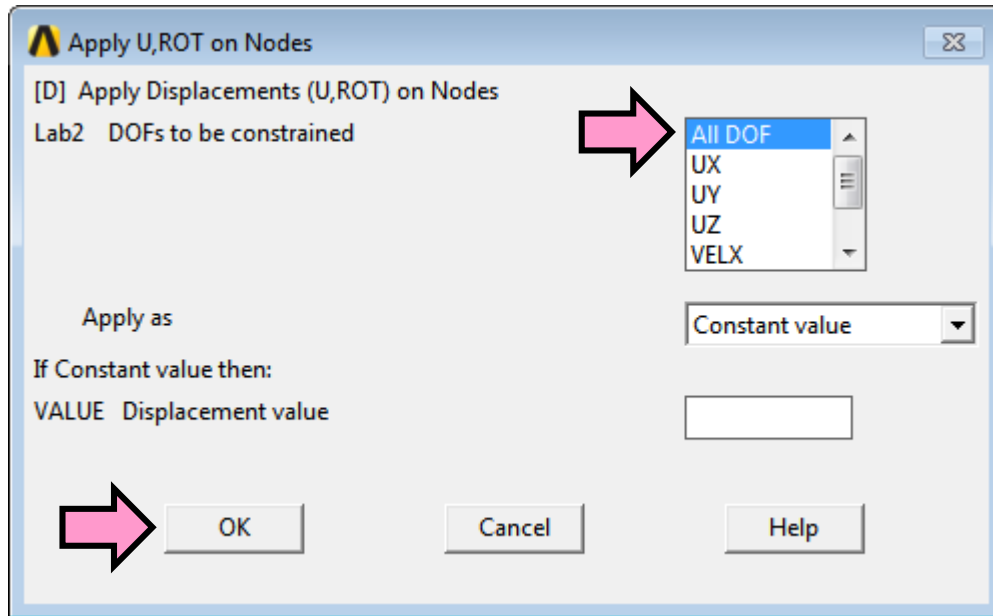 Apply U,ROT on Nodes
[D] Apply Displacements (U,ROT) on Nodes
Lab2 DOFs to be constrained
All DOF
UX
UY
UZ
VELX
Apply as
Constant value
If Constant value then:
VALUE Displacement value
OK Cancel Help